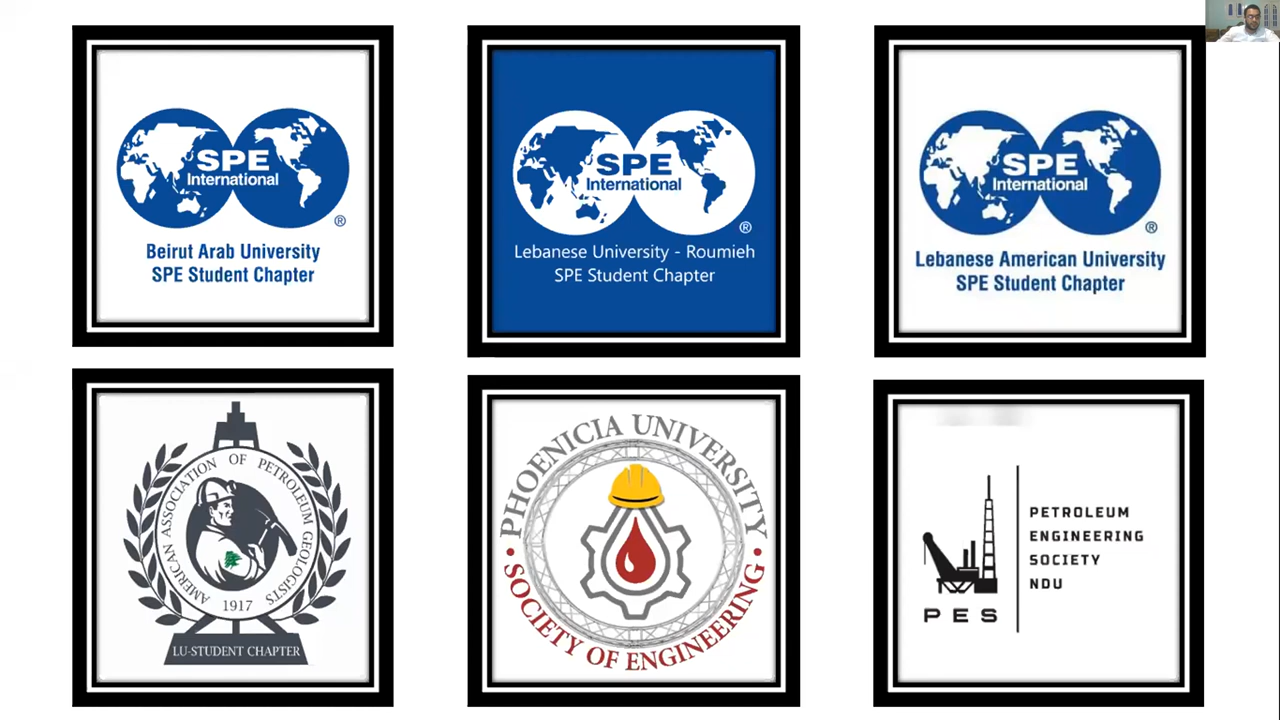 SPE
International
®
Beirut Arab University
SPE Student Chapter
SPE
International
®
Lebanese University - Roumieh
SPE Student Chapter
SPE
International
®
Lebanese American University
SPE Student Chapter
AMERICAN ASSOCIATION OF PETROLEUM GEOLOGISTS
1917
LU-STUDENT CHAPTER
PHOENICIA UNIVERSITY
• SOCIETY OF ENGINEERING •
PES
PETROLEUM
ENGINEERING
SOCIETY
NDU